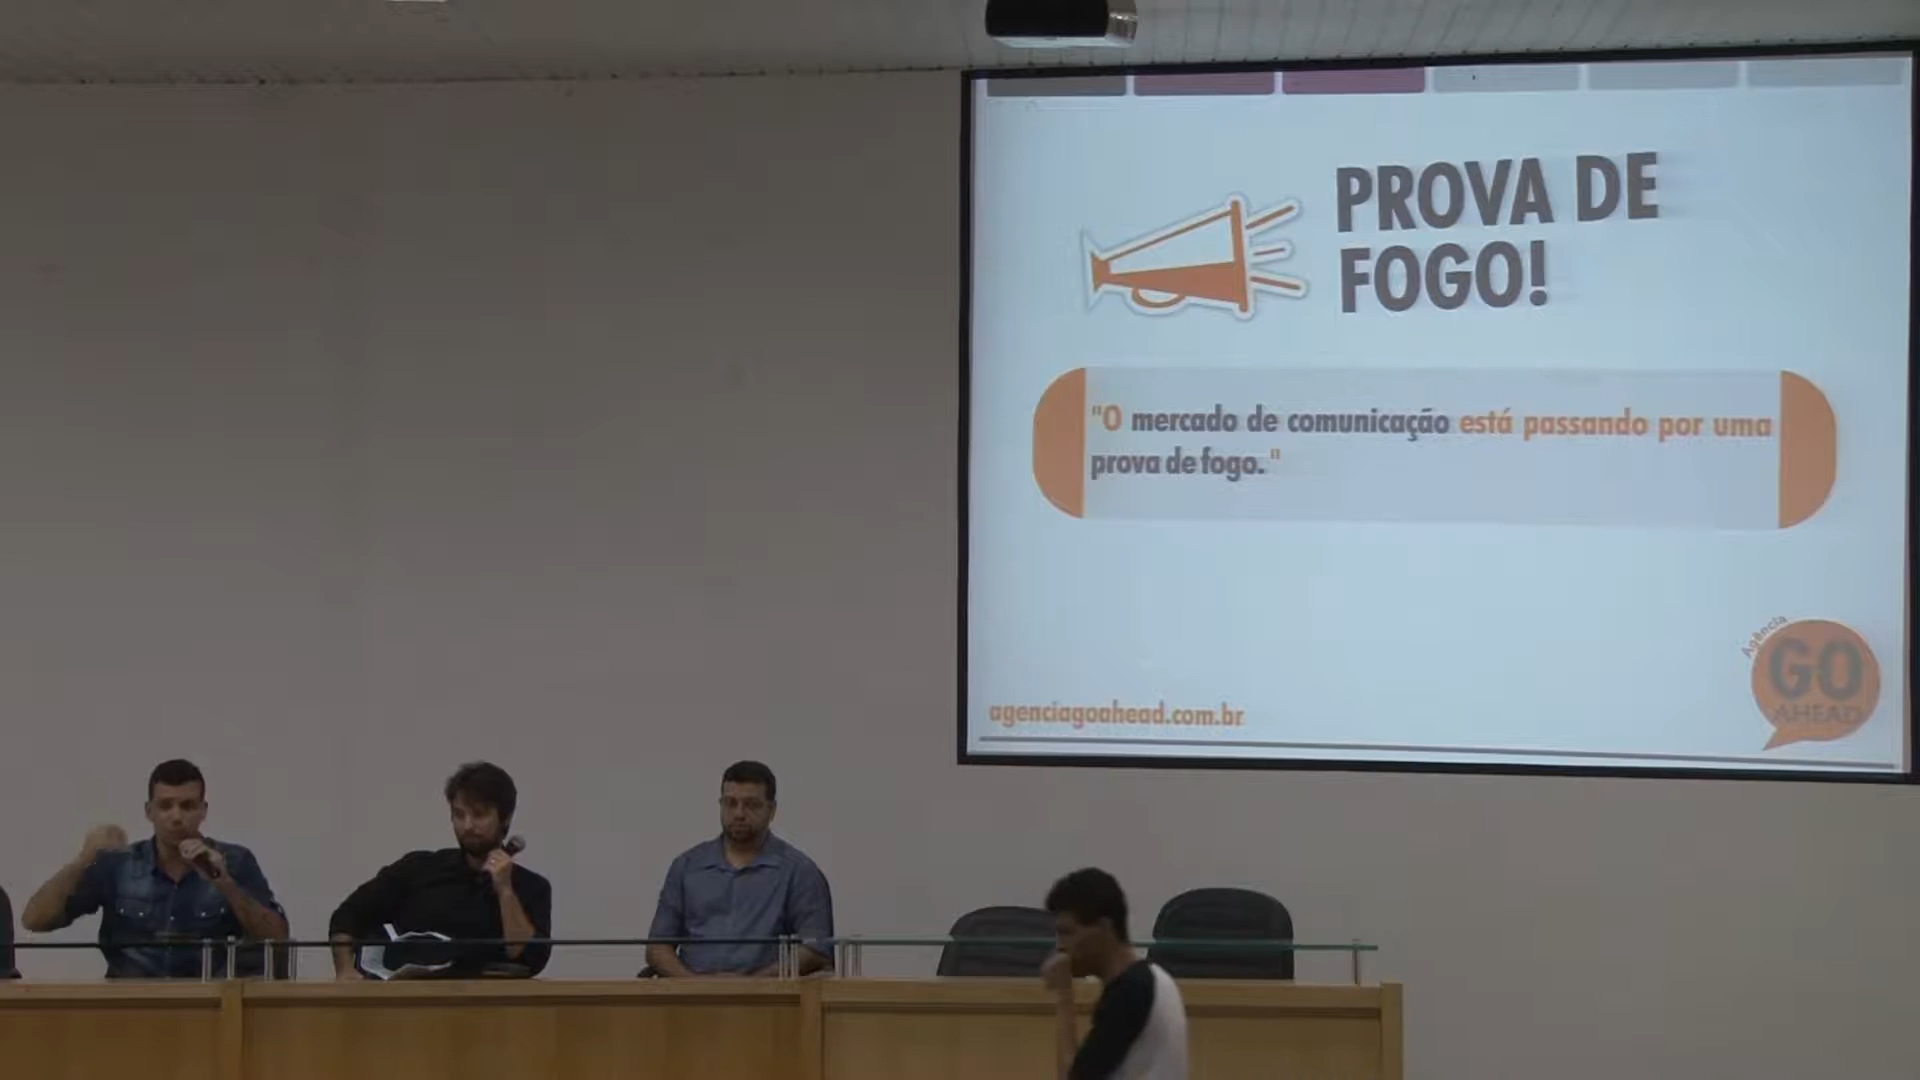 PROVA DE
FOGO!
"O mercado de comunicação está passando por uma
prova de fogo."
agenciagoahead.com.br
Agência
GO
AHEAD